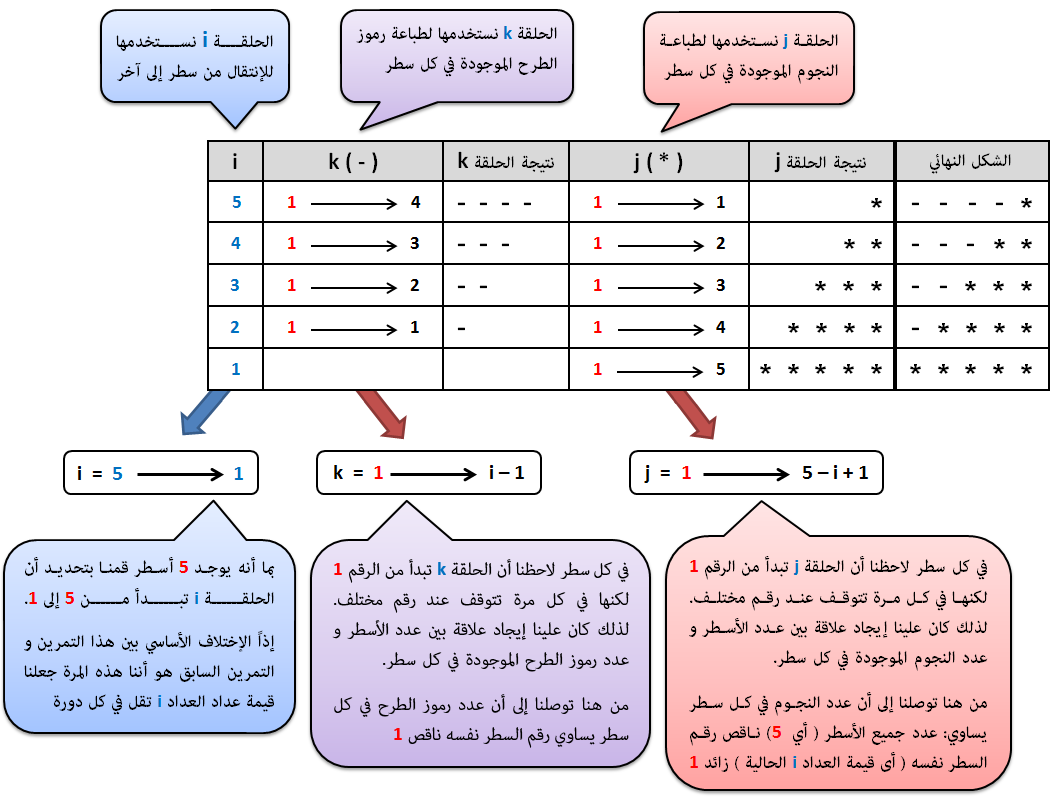 الحلقة i نستخدمها
للإنتقال من سطر إلى آخر
الحلقة k نستخدمها لطباعة رموز
الطرح الموجودة في كل سطر
الحلقة j نستخدمها لطباعة
النجوم الموجودة في كل سطر
i k ( - ) نتيجة الحلقة k j ( * ) نتيجة الحلقة j الشكل النهائي
5 1 → 4 - - - - 1 → 1 * - - - - *
4 1 → 3 - - - 1 → 2 * * - - - * *
3 1 → 2 - - 1 → 3 * * * - - * * *
2 1 → 1 - 1 → 4 * * * * - * * * *
1 1 → 5 * * * * * * * * * *
i = 5 → 1
k = 1 → i – 1
j = 1 → 5 – i + 1
بما أنه يوجد 5 أسطر قمنا بتحديد أن
الحلقة i تبدأ من 5 إلى 1.
إذاً الإختلاف الأساسي بين هذا التمرين و
التمرين السابق هو أننا هذه المرة جعلنا
قيمة عداد العداد i تقل في كل دورة
في كل سطر لاحظنا أن الحلقة k تبدأ من الرقم 1
لكنها في كل مرة تتوقف عند رقم مختلف.
لذلك كان علينا إيجاد علاقة بين عدد الأسطر و
عدد رموز الطرح الموجودة في كل سطر.
من هنا توصلنا إلى أن عدد رموز الطرح في كل
سطر يساوي رقم السطر نفسه ناقص 1
في كل سطر لاحظنا أن الحلقة j تبدأ من الرقم 1
لكنها في كل مرة تتوقف عند رقم مختلف.
لذلك كان علينا إيجاد علاقة بين عدد الأسطر و
عدد النجوم الموجودة في كل سطر.
من هنا توصلنا إلى أن عدد النجوم في كل سطر
يساوي: عدد جميع الأسطر ( أي 5) ناقص رقم
السطر نفسه ( أي قيمة العداد i الحالية ) زائد 1